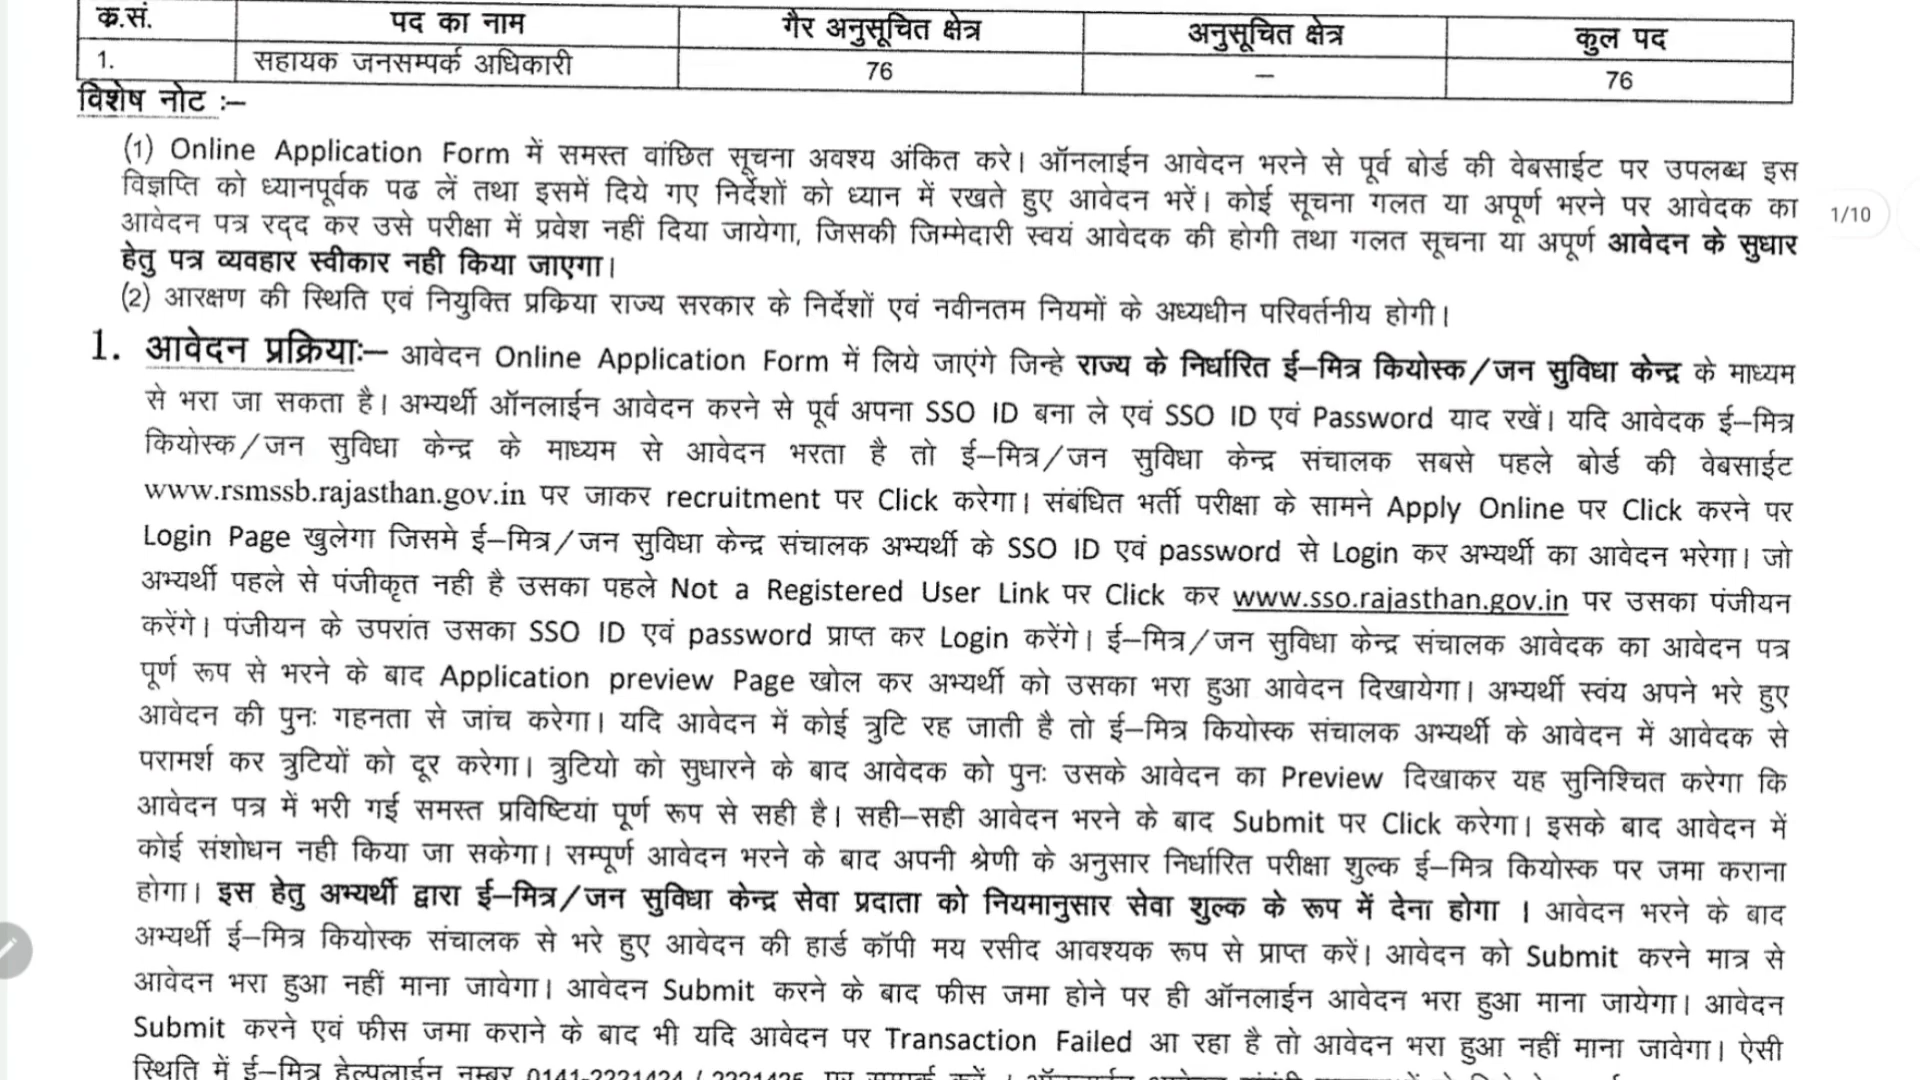 क.सं. पद का नाम गैर अनुसूचित क्षेत्र अनुसूचित क्षेत्र कुल पद
1. सहायक जनसम्पर्क अधिकारी 76 – 76
विशेष नोट :–
(1) Online Application Form में समस्त वांछित सूचना अवश्य अंकित करे। ऑनलाईन आवेदन भरने से पूर्व बोर्ड की वेबसाईट पर उपलब्ध इस
विज्ञप्ति को ध्यानपूर्वक पढ लें तथा इसमें दिये गए निर्देशों को ध्यान में रखते हुए आवेदन भरें। कोई सूचना गलत या अपूर्ण भरने पर आवेदक का
1/10
आवेदन पत्र रद्द कर उसे परीक्षा में प्रवेश नहीं दिया जायेगा, जिसकी जिम्मेदारी स्वयं आवेदक की होगी तथा गलत सूचना या अपूर्ण आवेदन के सुधार
हेतु पत्र व्यवहार स्वीकार नही किया जाएगा।
(2) आरक्षण की स्थिति एवं नियुक्ति प्रकिया राज्य सरकार के निर्देशों एवं नवीनतम नियमों के अध्यधीन परिवर्तनीय होगी।
1. आवेदन प्रक्रियाः– आवेदन Online Application Form में लिये जाएंगे जिन्हे राज्य के निर्धारित ई–मित्र कियोस्क/जन सुविधा केन्द्र के माध्यम
से भरा जा सकता है। अभ्यर्थी ऑनलाईन आवेदन करने से पूर्व अपना SSO ID बना ले एवं SSO ID एवं Password याद रखें। यदि आवेदक ई–मित्र
कियोस्क/जन सुविधा केन्द्र के माध्यम से आवेदन भरता है तो ई–मित्र/जन सुविधा केन्द्र संचालक सबसे पहले बोर्ड की वेबसाईट
www.rsmssb.rajasthan.gov.in पर जाकर recruitment पर Click करेगा। संबंधित भर्ती परीक्षा के सामने Apply Online पर Click करने पर
Login Page खुलेगा जिसमे ई–मित्र/जन सुविधा केन्द्र संचालक अभ्यर्थी के SSO ID एवं password से Login कर अभ्यर्थी का आवेदन भरेगा। जो
अभ्यर्थी पहले से पंजीकृत नही है उसका पहले Not a Registered User Link पर Click कर www.sso.rajasthan.gov.in पर उसका पंजीयन
करेंगे। पंजीयन के उपरांत उसका SSO ID एवं password प्राप्त कर Login करेंगे। ई–मित्र/जन सुविधा केन्द्र संचालक आवेदक का आवेदन पत्र
पूर्ण रूप से भरने के बाद Application preview Page खोल कर अभ्यर्थी को उसका भरा हुआ आवेदन दिखायेगा। अभ्यर्थी स्वंय अपने भरे हुए
आवेदन की पुनः गहनता से जांच करेगा। यदि आवेदन में कोई त्रुटि रह जाती है तो ई–मित्र कियोस्क संचालक अभ्यर्थी के आवेदन में आवेदक से
परामर्श कर त्रुटियों को दूर करेगा। त्रुटियो को सुधारने के बाद आवेदक को पुनः उसके आवेदन का Preview दिखाकर यह सुनिश्चित करेगा कि
आवेदन पत्र में भरी गई समस्त प्रविष्टियां पूर्ण रूप से सही है। सही–सही आवेदन भरने के बाद Submit पर Click करेगा। इसके बाद आवेदन में
कोई संशोधन नही किया जा सकेगा। सम्पूर्ण आवेदन भरने के बाद अपनी श्रेणी के अनुसार निर्धारित परीक्षा शुल्क ई–मित्र कियोस्क पर जमा कराना
होगा। इस हेतु अभ्यर्थी द्वारा ई–मित्र/जन सुविधा केन्द्र सेवा प्रदाता को नियमानुसार सेवा शुल्क के रूप में देना होगा । आवेदन भरने के बाद
अभ्यर्थी ई–मित्र कियोस्क संचालक से भरे हुए आवेदन की हार्ड कॉपी मय रसीद आवश्यक रूप से प्राप्त करें। आवेदन को Submit करने मात्र से
आवेदन भरा हुआ नहीं माना जावेगा। आवेदन Submit करने के बाद फीस जमा होने पर ही ऑनलाईन आवेदन भरा हुआ माना जायेगा। आवेदन
Submit करने एवं फीस जमा कराने के बाद भी यदि आवेदन पर Transaction Failed आ रहा है तो आवेदन भरा हुआ नहीं माना जावेगा। ऐसी
स्थिति में ई–मित्र हेल्पलाईन नम्बर 0141-2221424 / 2221425 पर सम्पर्क करें ।